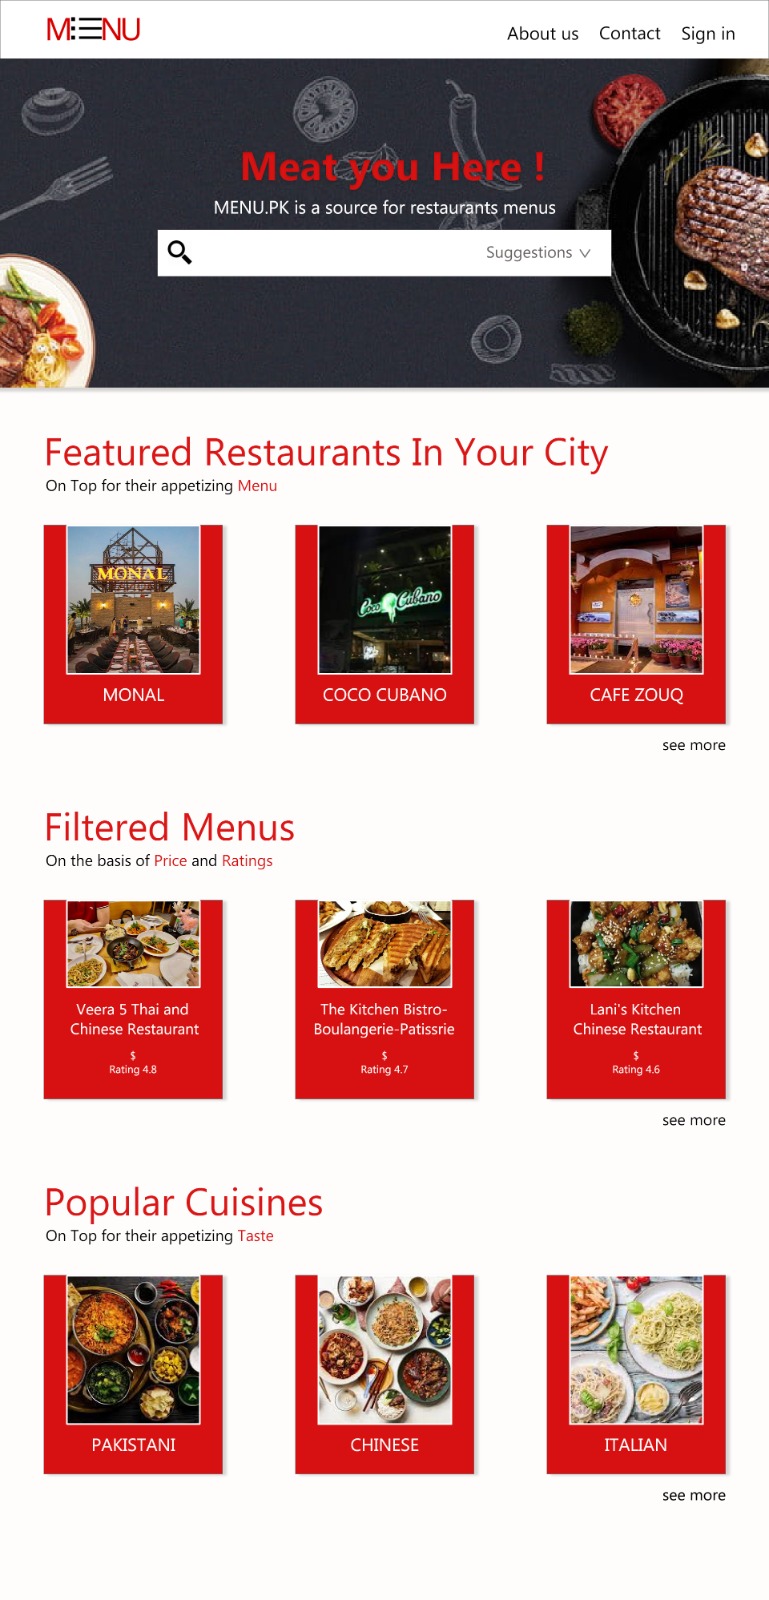 MENU
About us Contact Sign in
Meat you Here !
MENU.PK is a source for restaurants menus
Suggestions
Featured Restaurants In Your City
On Top for their appetizing Menu
MONAL
Coco Cubano
MONAL
COCO CUBANO
CAFE ZOUQ
see more
Filtered Menus
On the basis of Price and Ratings
Veera 5 Thai and
Chinese Restaurant
$
Rating 4.8
The Kitchen Bistro-
Boulangerie-Patissrie
$
Rating 4.7
Lani's Kitchen
Chinese Restaurant
$
Rating 4.6
see more
Popular Cuisines
On Top for their appetizing Taste
PAKISTANI
CHINESE
ITALIAN
see more